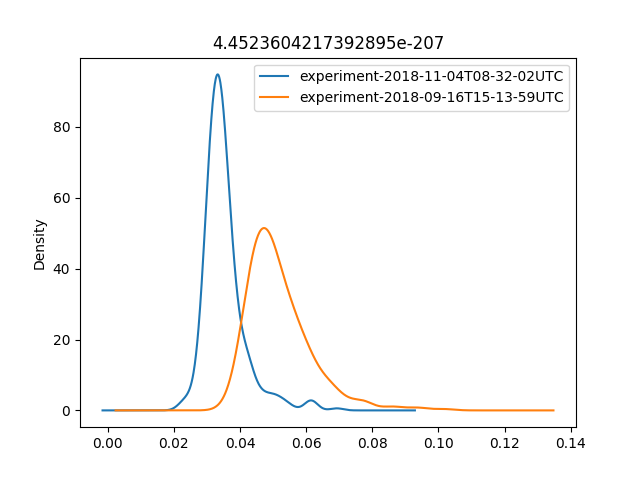 4.4523604217392895e-207
experiment-2018-11-04T08-32-02UTC
experiment-2018-09-16T15-13-59UTC
Density
80
60
40
20
0
0.00 0.02 0.04 0.06 0.08 0.10 0.12 0.14